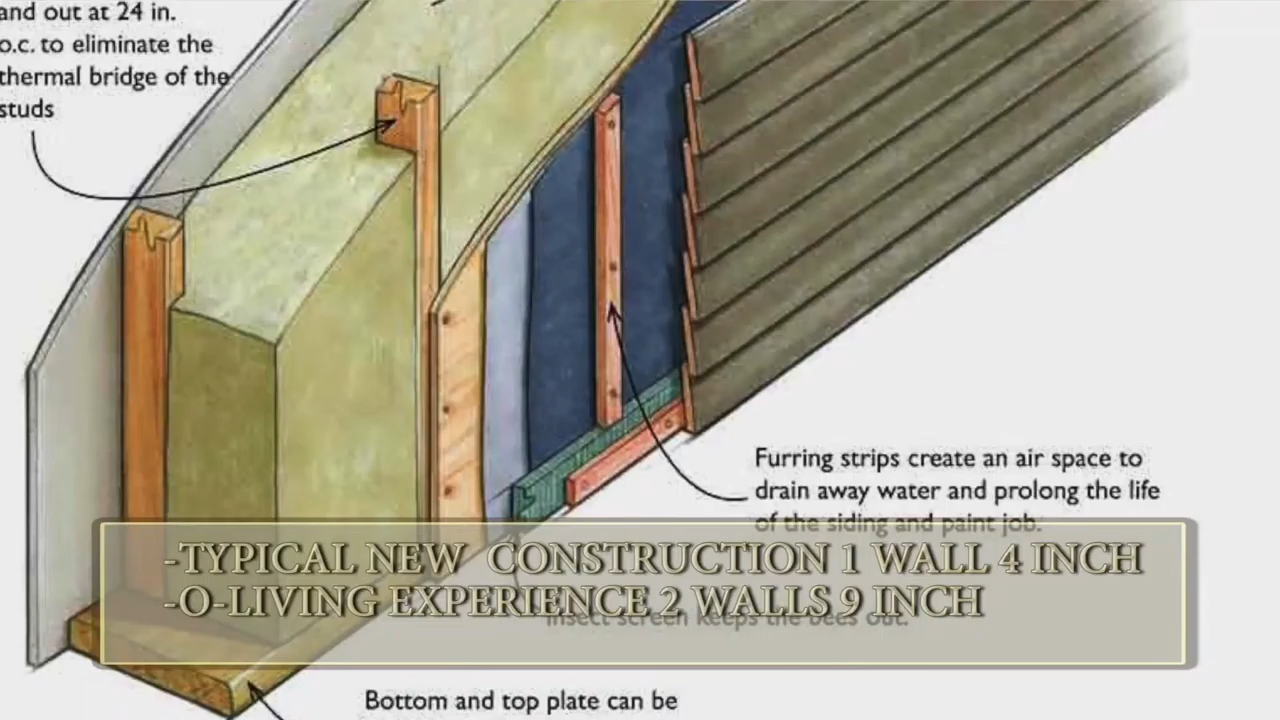 and out at 24 in.
o.c. to eliminate the
thermal bridge of the
studs
Furring strips create an air space to
drain away water and prolong the life
of the siding and paint job.
-TYPICAL NEW CONSTRUCTION 1 WALL 4 INCH
-O-LIVING EXPERIENCE 2 WALLS 9 INCH
Insect screen keeps the bees out.
Bottom and top plate can be